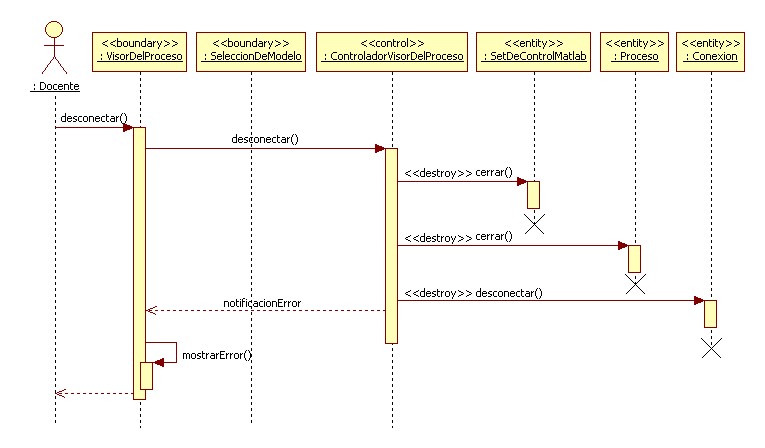 <<boundary>>
: VisorDelProceso
<<boundary>>
: SeleccionDeModelo
<<control>>
: ControladorVisorDelProceso
<<entity>>
: SetDeControlMatlab
<<entity>>
: Proceso
<<entity>>
: Conexion
: Docente
desconectar()
desconectar()
<<destroy>> cerrar()
<<destroy>> cerrar()
<<destroy>> desconectar()
notificacionError
mostrarError()